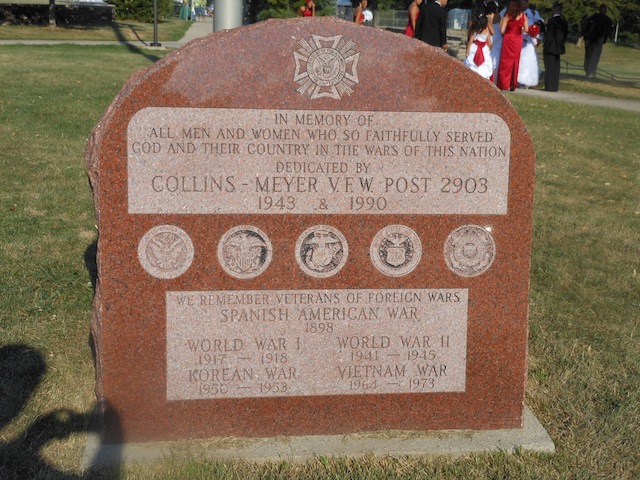 IN MEMORY OF
ALL MEN AND WOMEN WHO SO FAITHFULLY SERVED
GOD AND THEIR COUNTRY IN THE WARS OF THIS NATION
DEDICATED BY
COLLINS - MEYER V.F.W. POST 2903
1943 & 1990
WE REMEMBER VETERANS OF FOREIGN WARS
SPANISH AMERICAN WAR
1898
WORLD WAR I WORLD WAR II
1917 — 1918 1941 — 1945
KOREAN WAR VIETNAM WAR
1950 — 1953 1964 — 1973